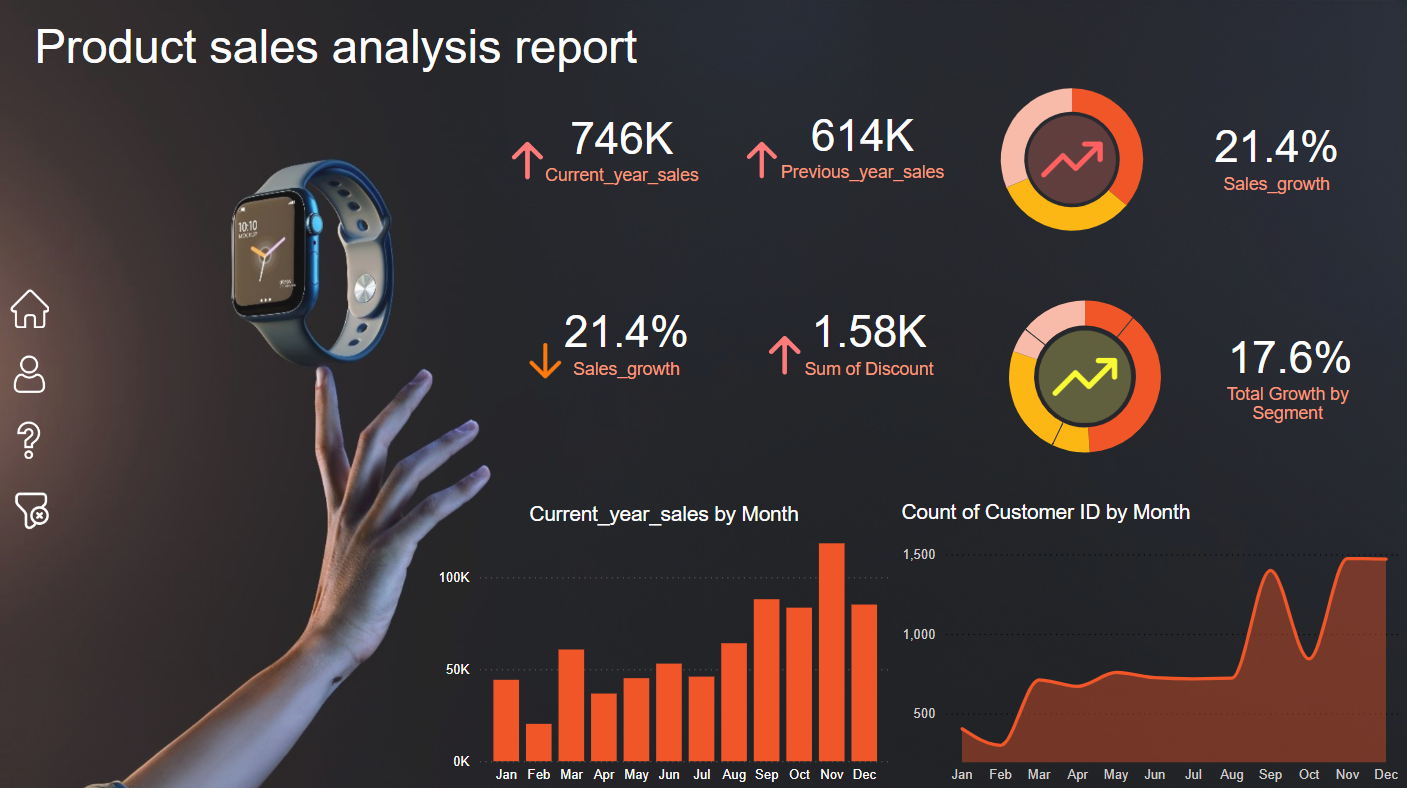 Product sales analysis report
746K
Current_year_sales
614K
Previous_year_sales
21.4%
Sales_growth
10:10
21.4%
Sales_growth
1.58K
Sum of Discount
17.6%
Total Growth by
Segment
Current_year_sales by Month
100K
50K
0K
Jan Feb Mar Apr May Jun Jul Aug Sep Oct Nov Dec
Count of Customer ID by Month
1,500
1,000
500
Jan Feb Mar Apr May Jun Jul Aug Sep Oct Nov Dec